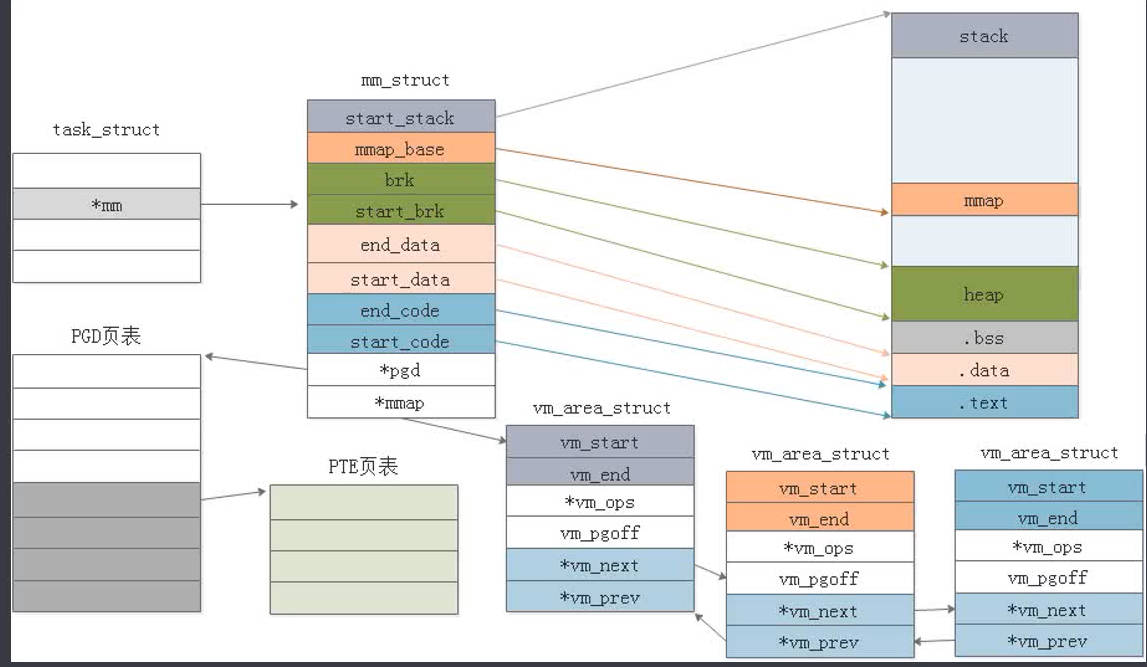 task_struct
*mm
mm_struct
start_stack
mmap_base
brk
start_brk
end_data
start_data
end_code
start_code
*pgd
*mmap
stack
mmap
heap
.bss
.data
.text
PGD页表
PTE页表
vm_area_struct
vm_start
vm_end
*vm_ops
vm_pgoff
*vm_next
*vm_prev
vm_area_struct
vm_start
vm_end
*vm_ops
vm_pgoff
*vm_next
*vm_prev
vm_area_struct
vm_start
vm_end
*vm_ops
vm_pgoff
*vm_next
*vm_prev